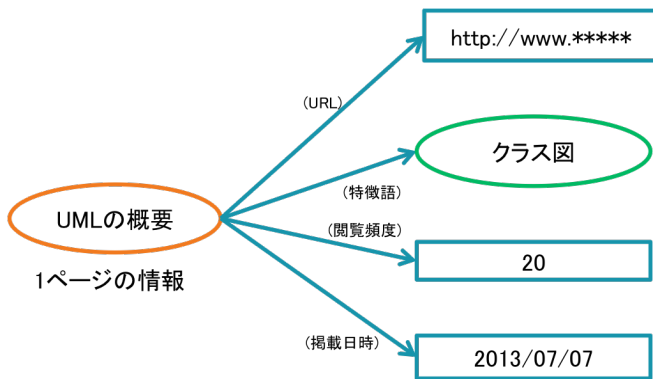 http://www.*****
(URL)
クラス図
(特徴語)
UMLの概要
(閲覧頻度)
20
1ページの情報
(掲載日時)
2013/07/07